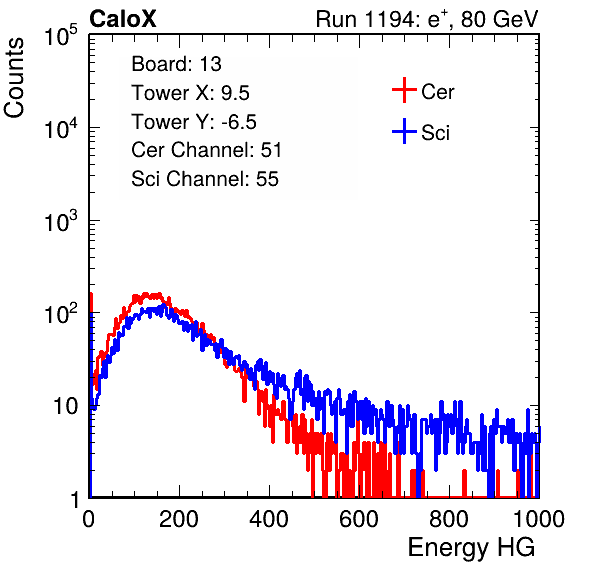 CaloX Run 1194: e⁺, 80 GeV
Counts
Board: 13
Tower X: 9.5
Tower Y: -6.5
Cer Channel: 51
Sci Channel: 55
Cer
Sci
10⁵
10⁴
10³
10²
10
1
0 200 400 600 800 1000
Energy HG